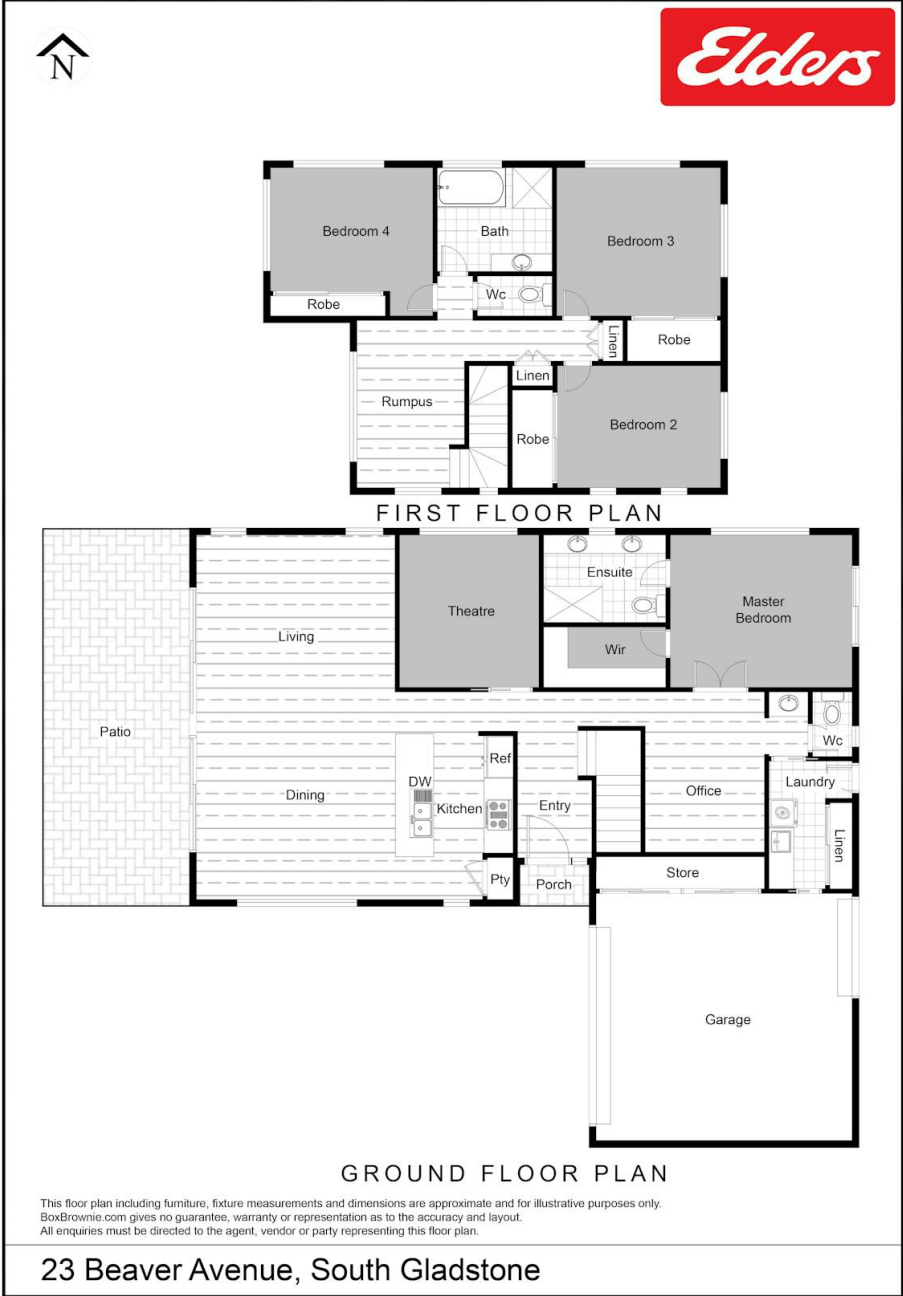 N
Elders
Bedroom 4
Bath
Bedroom 3
Wc
Robe
Linen
Robe
Linen
Rumpus
Robe
Bedroom 2
FIRST FLOOR PLAN
Ensuite
Theatre
Master
Bedroom
Living
Wir
Patio
Wc
Ref
DW
Laundry
Dining
Kitchen
Entry
Office
Linen
Store
Pty
Porch
Garage
GROUND FLOOR PLAN
This floor plan including furniture, fixture measurements and dimensions are approximate and for illustrative purposes only.
BoxBrownie.com gives no guarantee, warranty or representation as to the accuracy and layout.
All enquiries must be directed to the agent, vendor or party representing this floor plan.
23 Beaver Avenue, South Gladstone